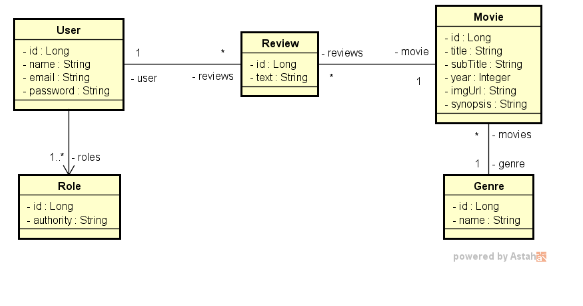 User
- id : Long
- name : String
- email : String
- password : String
1
- user
*
- reviews
Review
- id : Long
- text : String
- reviews
*
- movie
1
Movie
- id : Long
- title : String
- subTitle : String
- year : Integer
- imgUrl : String
- synopsis : String
1..*
- roles
*
- movies
1
- genre
Role
- id : Long
- authority : String
Genre
- id : Long
- name : String
powered by Astah